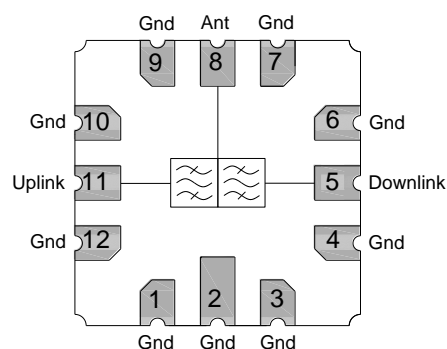 Gnd Ant Gnd
9 8 7
Gnd 10 6 Gnd
Uplink 11 5 Downlink
Gnd 12 4 Gnd
1 2 3
Gnd Gnd Gnd